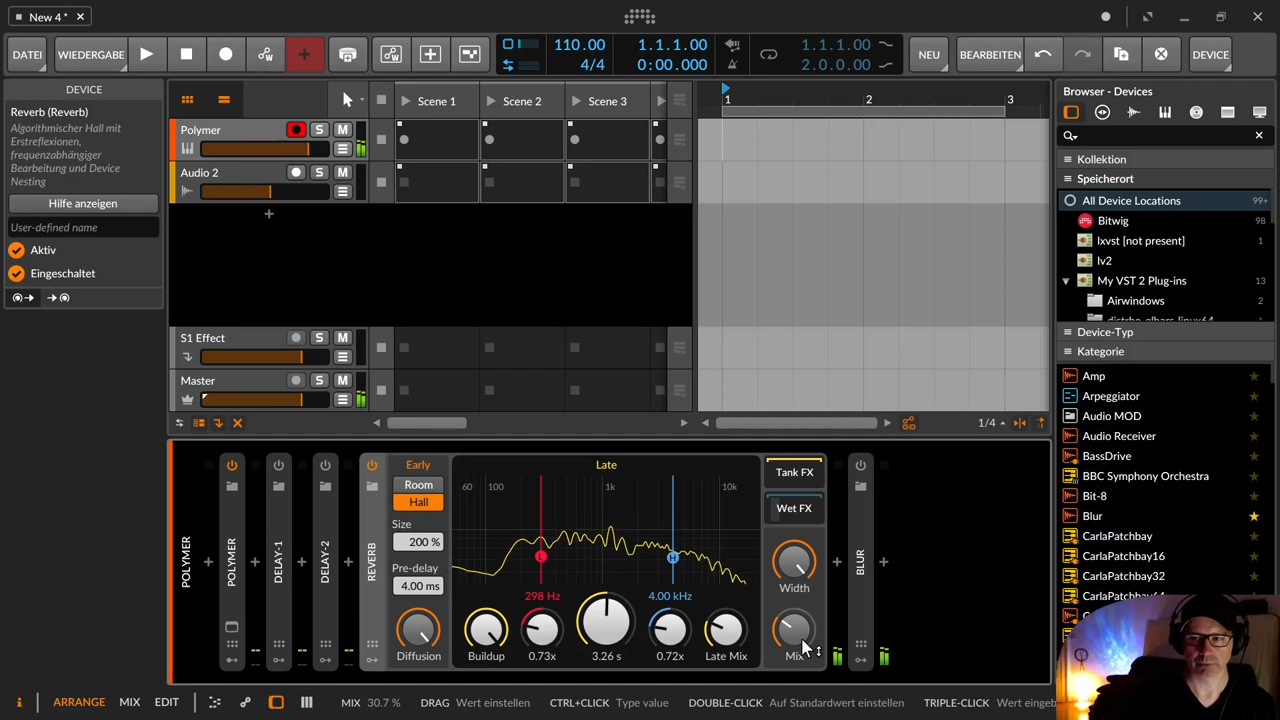 New 4 *
DATEI
WIEDERGABE
110.00
4/4
1.1.1.00
0:00.000
1.1.1.00
2.0.0.00
NEU
BEARBEITEN
DEVICE
DEVICE
Reverb (Reverb)
Algorithmischer Hall mit
Erstreflexionen,
frequenzabhängiger
Bearbeitung und Device
Nesting
Hilfe anzeigen
User-defined name
Aktiv
Eingeschaltet
Scene 1
Scene 2
Scene 3
Polymer
S
M
Audio 2
S
M
S1 Effect
S
M
Master
S
M
1
2
3
1/4
Browser - Devices
Kollektion
Speicherort
All Device Locations
99+
Bitwig
98
lxvst [not present]
1
lv2
My VST 2 Plug-ins
13
Airwindows
2
Device-Typ
Kategorie
Amp
Arpeggiator
Audio MOD
Audio Receiver
BassDrive
BBC Symphony Orchestra
Bit-8
Blur
CarlaPatchbay
CarlaPatchbay16
CarlaPatchbay32
POLYMER
POLYMER
DELAY-1
DELAY-2
REVERB
Early
Room
Hall
Size
200 %
Pre-delay
4.00 ms
Diffusion
Late
60
100
1k
10k
L
H
298 Hz
4.00 kHz
Buildup
0.73x
3.26 s
0.72x
Late Mix
Tank FX
Wet FX
Width
Mix
BLUR
i
ARRANGE
MIX
EDIT
MIX
30.7 %
DRAG
Wert einstellen
CTRL+CLICK
Type value
DOUBLE-CLICK
Auf Standardwert einstellen
TRIPLE-CLICK